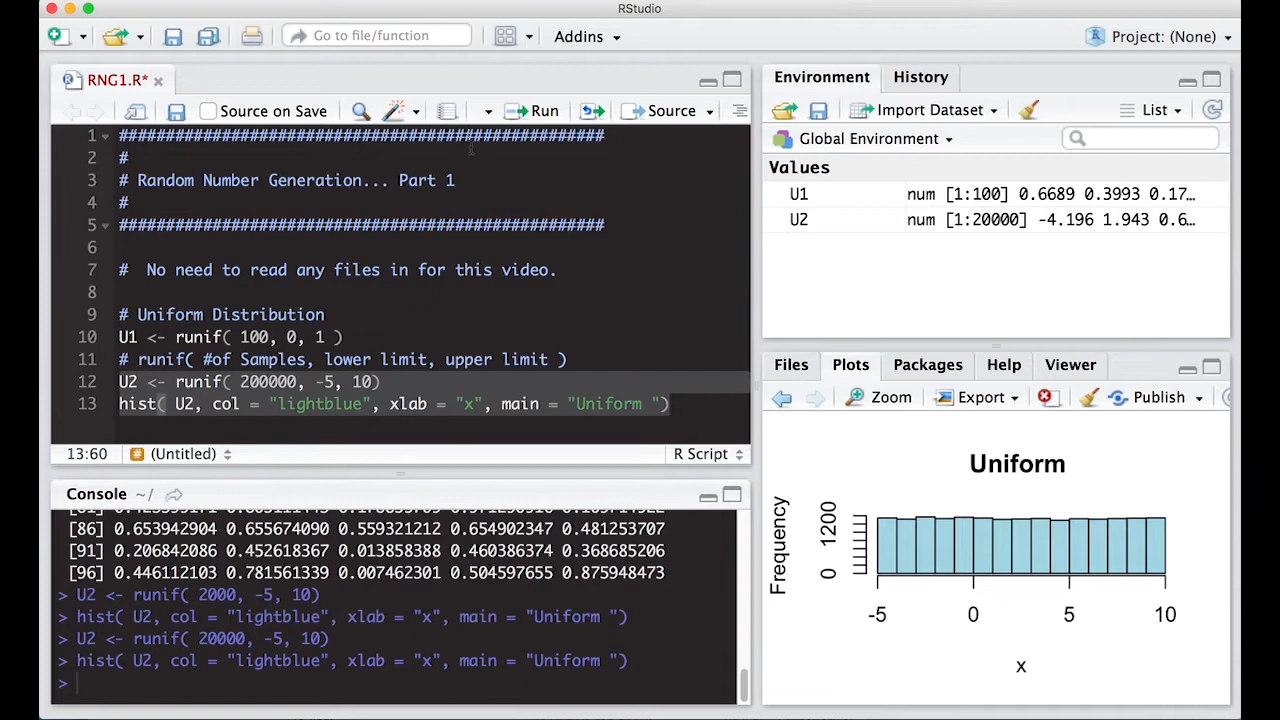 RStudio
Go to file/function
Addins
Project: (None)
RNG1.R*
Source on Save
Run
Source
1 ####################################################
2 #
3 # Random Number Generation... Part 1
4 #
5 ####################################################
6
7 #  No need to read any files in for this video.
8
9 # Uniform Distribution
10 U1 <- runif( 100, 0, 1 )
11 # runif( #of Samples, lower limit, upper limit )
12 U2 <- runif( 200000, -5, 10)
13 hist( U2, col = "lightblue", xlab = "x", main = "Uniform ")
13:60 # (Untitled)
R Script
Console ~/
[86] 0.653942904 0.655674090 0.559321212 0.654902347 0.481253707
[91] 0.206842086 0.452618367 0.013858388 0.460386374 0.368685206
[96] 0.446112103 0.781561339 0.007462301 0.504597655 0.875948473
> U2 <- runif( 2000, -5, 10)
> hist( U2, col = "lightblue", xlab = "x", main = "Uniform ")
> U2 <- runif( 20000, -5, 10)
> hist( U2, col = "lightblue", xlab = "x", main = "Uniform ")
>
Environment History
Import Dataset
List
Global Environment
Values
U1 num [1:100] 0.6689 0.3993 0.17…
U2 num [1:20000] -4.196 1.943 0.6…
Files Plots Packages Help Viewer
Zoom Export Publish
Uniform
Frequency
0 1200
-5 0 5 10
x